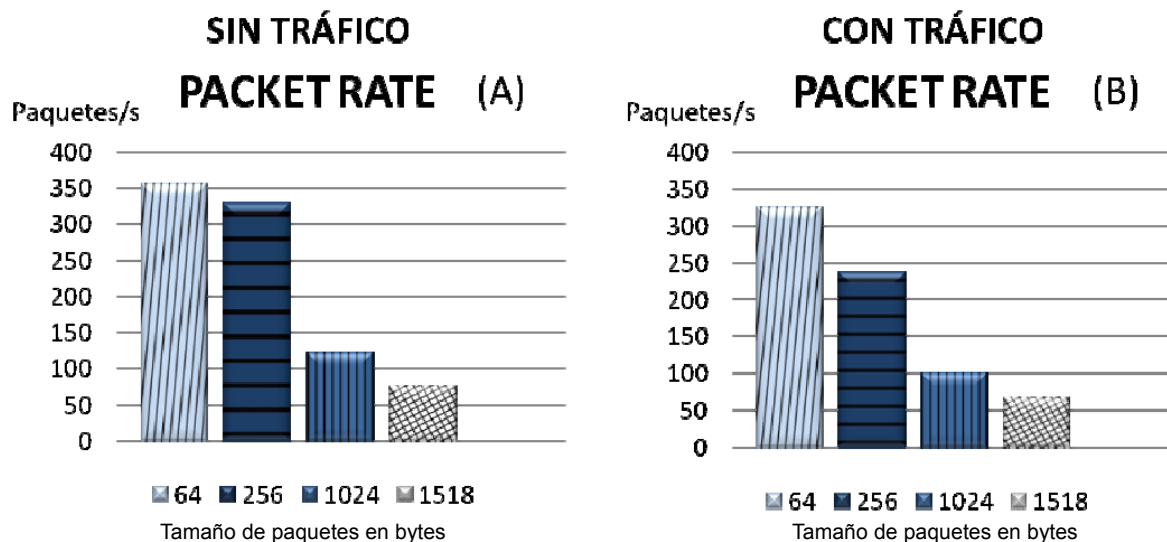 SIN TRÁFICO
PACKET RATE (A)
Paquetes/s
400
350
300
250
200
150
100
50
0
64 256 1024 1518
Tamaño de paquetes en bytes
CON TRÁFICO
PACKET RATE (B)
Paquetes/s
400
350
300
250
200
150
100
50
0
64 256 1024 1518
Tamaño de paquetes en bytes